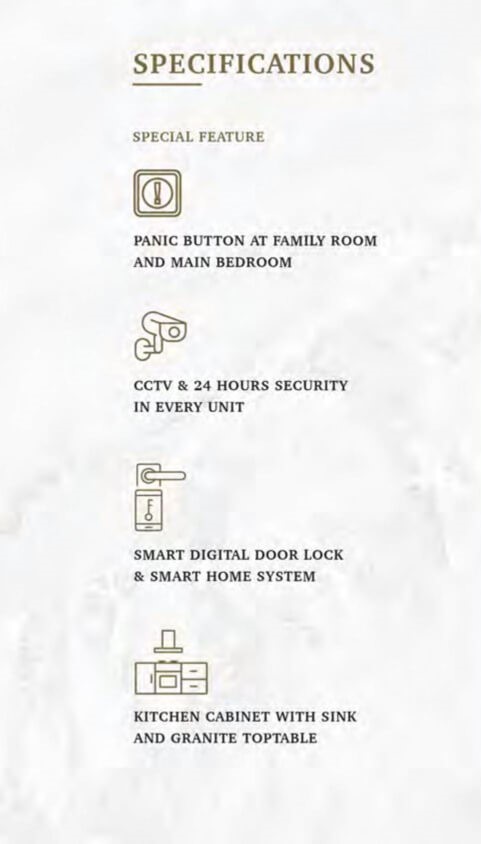 SPECIFICATIONS
SPECIAL FEATURE
PANIC BUTTON AT FAMILY ROOM
AND MAIN BEDROOM
CCTV & 24 HOURS SECURITY
IN EVERY UNIT
SMART DIGITAL DOOR LOCK
& SMART HOME SYSTEM
KITCHEN CABINET WITH SINK
AND GRANITE TOPTABLE